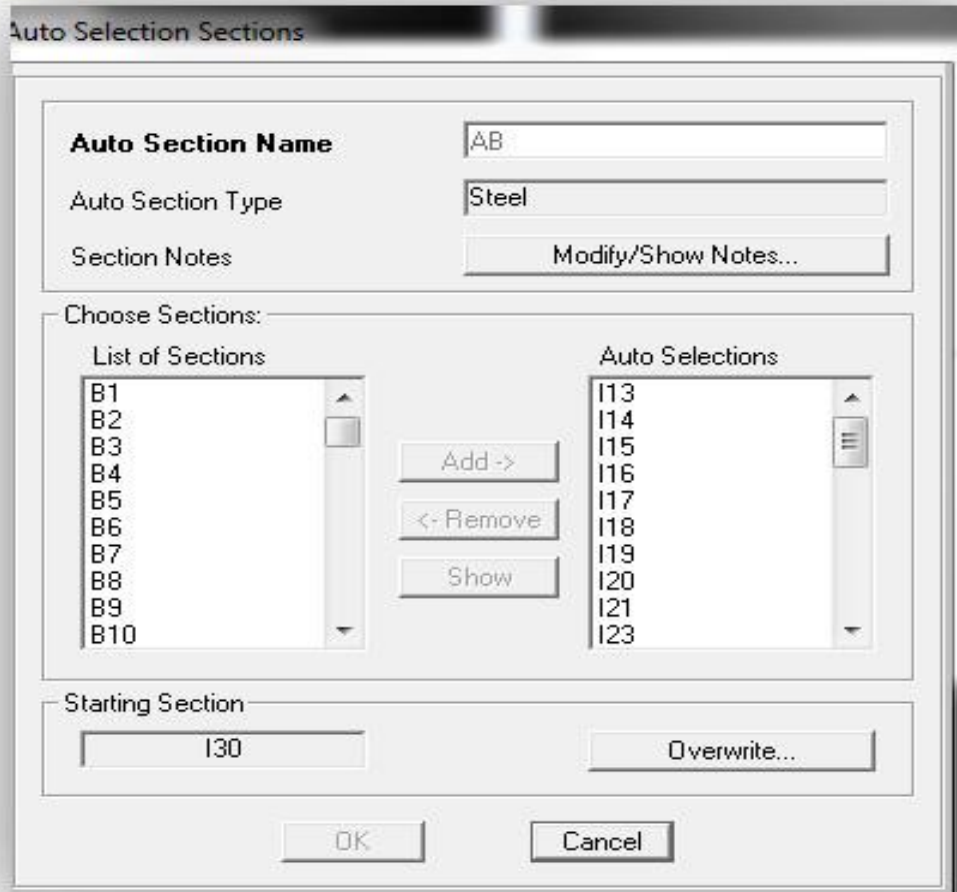 Auto Selection Sections
Auto Section Name AB
Auto Section Type Steel
Section Notes Modify/Show Notes...
Choose Sections:
List of Sections Auto Selections
B1 I13
B2 I14
B3 Add -> I15
B4 I16
B5 <- Remove I17
B6 I18
B7 Show I19
B8 I20
B9 I21
B10 I23
Starting Section
I30 Overwrite...
OK Cancel